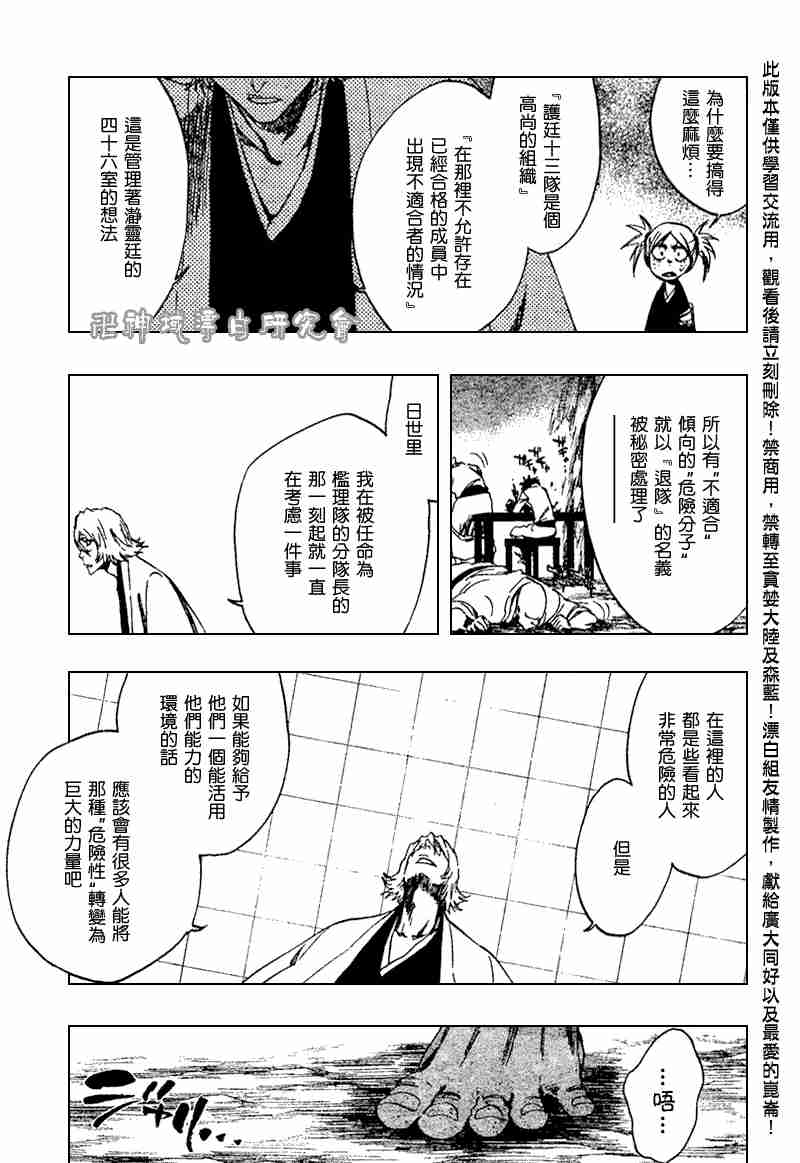 為什麼要搞得
這麼麻煩…
『護廷十三隊是個
高尚的組織』
『在那裡不允許存在
已經合格的成員中
出現不適合者的情況』
這是管理著瀞靈廷的
四十六室的想法
卍神域漂白研究會
所以有”不適合“
傾向的”危險分子“
就以『退隊』的名義
被秘密處理了
——
日世里
我在被任命為
檻理隊的分隊長的
那一刻起就一直
在考慮一件事
在這裡的人
都是些看起來
非常危險的人
但是
如果能夠給予
他們一個能活用
他們能力的
環境的話
應該會有很多人能將
那種”危險性“轉變為
巨大的力量吧
…唔…
ジャリ
此版本僅供學習交流用，觀看後請立刻刪除！禁商用，禁轉至貪婪大陸及森藍！漂白組友情製作，獻給廣大同好以及最愛的崑崙！